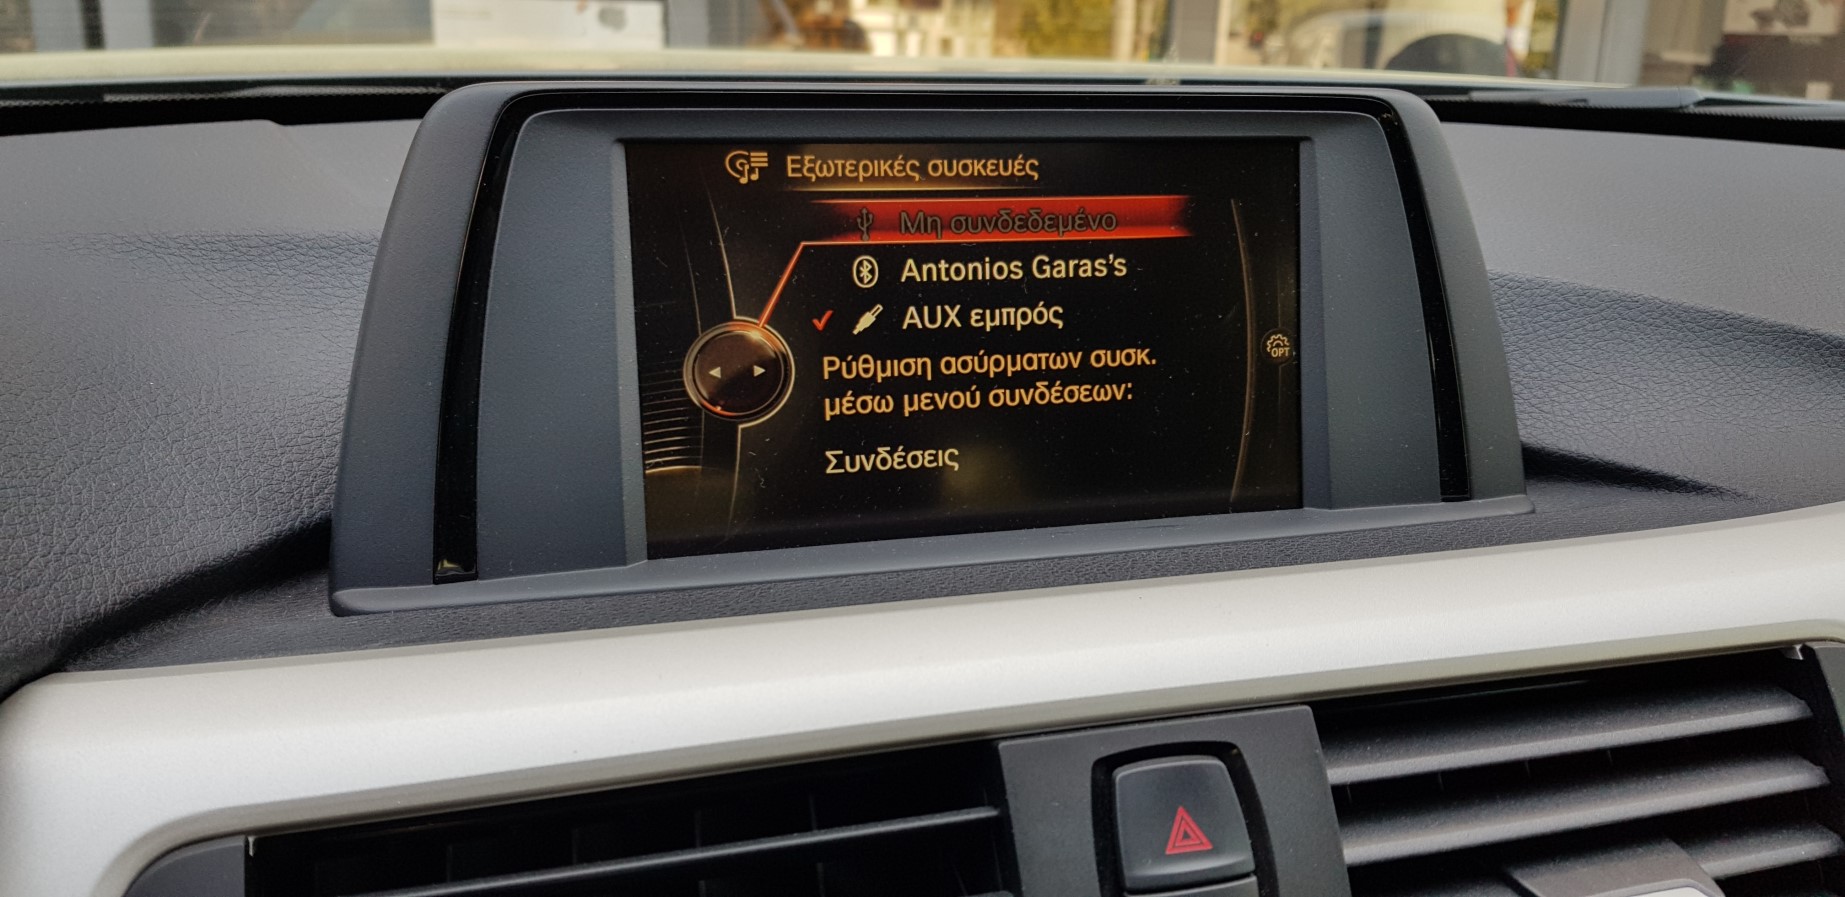 Εξωτερικές συσκευές
Μη συνδεδεμένο
Antonios Garas's
AUX εμπρός
Ρύθμιση ασύρματων συσκ.
μέσω μενού συνδέσεων:
OPT
Συνδέσεις